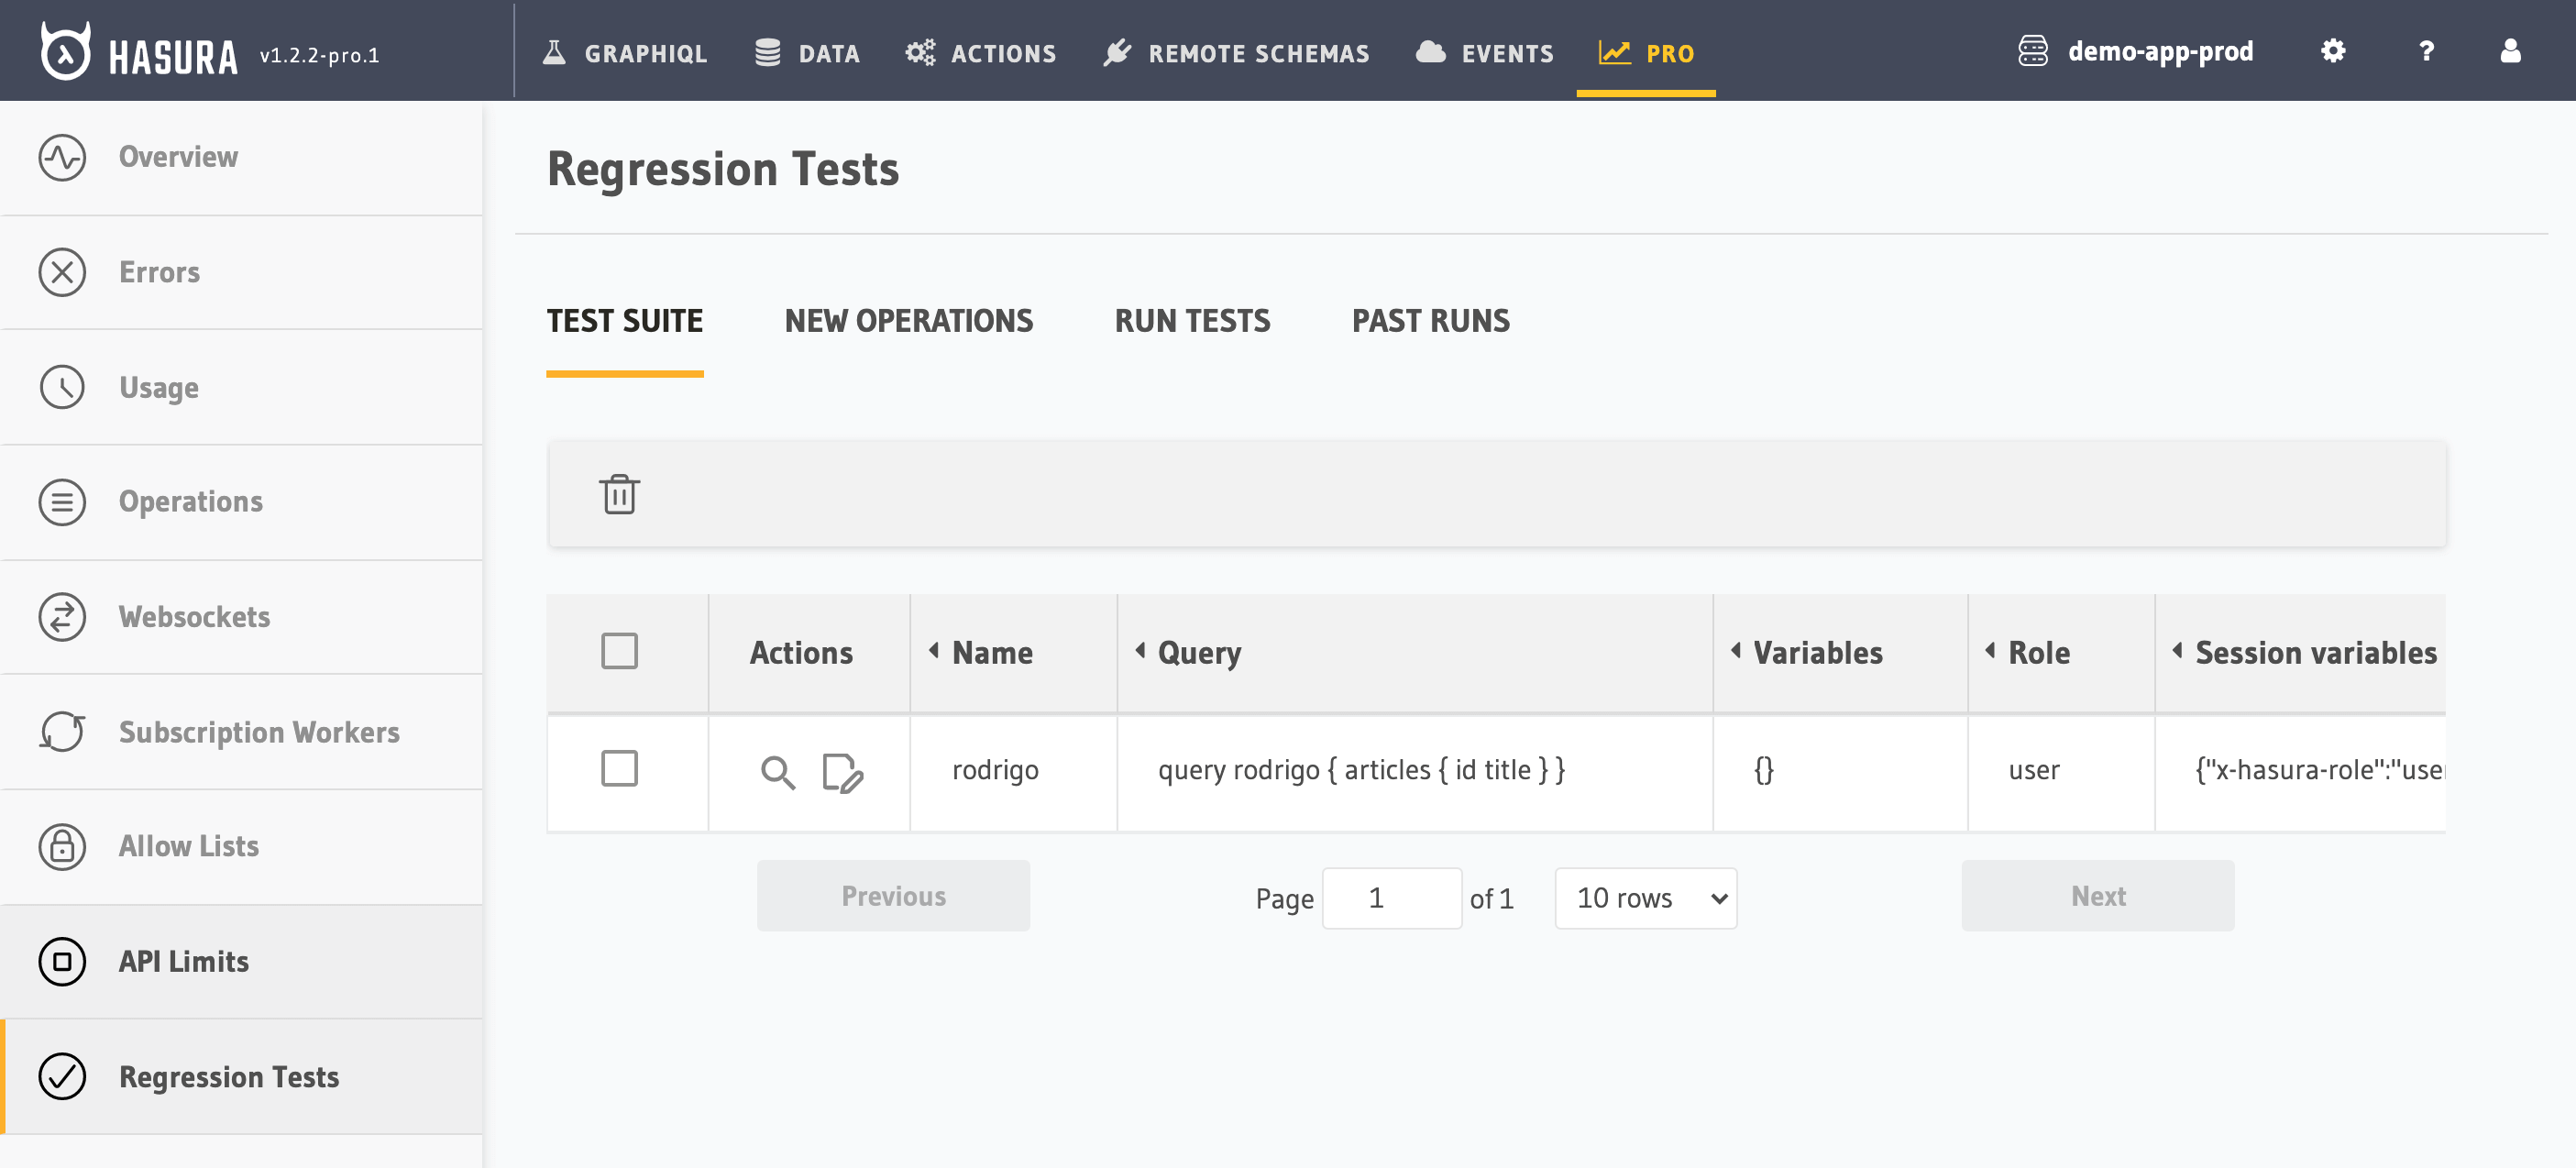 HASURA v1.2.2-pro.1 GRAPHIQL DATA ACTIONS REMOTE SCHEMAS EVENTS PRO demo-app-prod ?
Overview
Errors
Usage
Operations
Websockets
Subscription Workers
Allow Lists
API Limits
Regression Tests
Regression Tests
TEST SUITE NEW OPERATIONS RUN TESTS PAST RUNS
Actions Name Query Variables Role Session variables
rodrigo query rodrigo { articles { id title } } {} user {"x-hasura-role":"user
Previous Page 1 of 1 10 rows Next